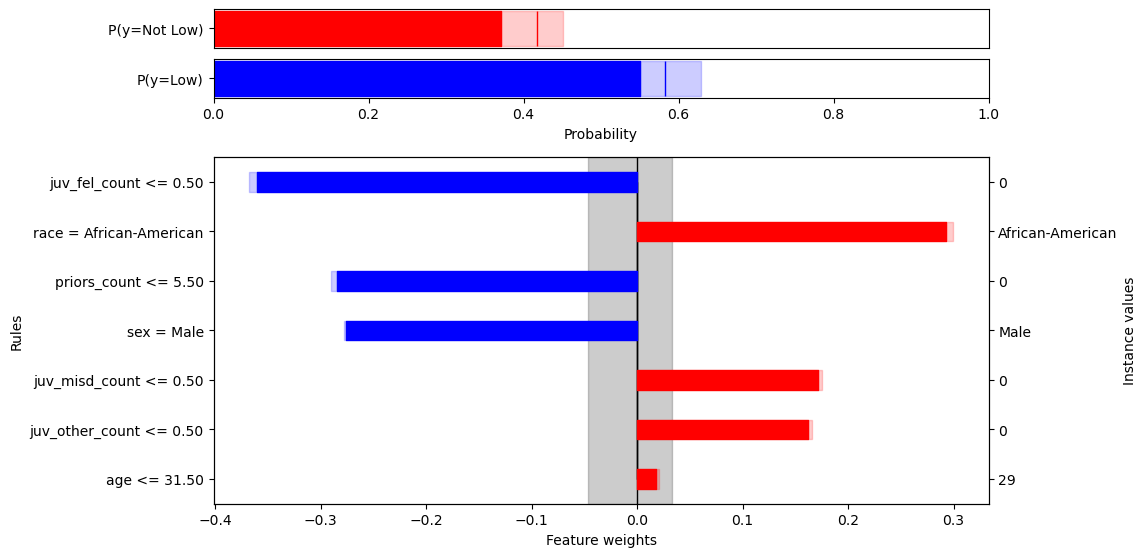 P(y=Not Low)
P(y=Low)
0.0 0.2 0.4 0.6 0.8 1.0
Probability
Rules
juv_fel_count <= 0.50 0
race = African-American African-American
priors_count <= 5.50 0
sex = Male Male
juv_misd_count <= 0.50 0
juv_other_count <= 0.50 0
age <= 31.50 29
Instance values
−0.4 −0.3 −0.2 −0.1 0.0 0.1 0.2 0.3
Feature weights